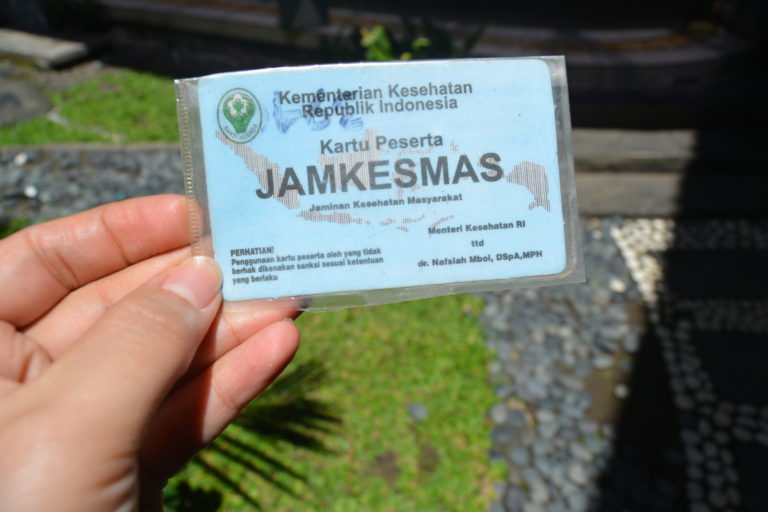 Kementerian Kesehatan
Republik Indonesia
Kartu Peserta
JAMKESMAS
Jaminan Kesehatan Masyarakat
Menteri Kesehatan RI
ttd
dr. Nafsiah Mboi, DSpA,MPH
PERHATIAN!
Penggunaan kartu peserta oleh yang tidak
berhak dikenakan sanksi sesuai ketentuan
yang berlaku